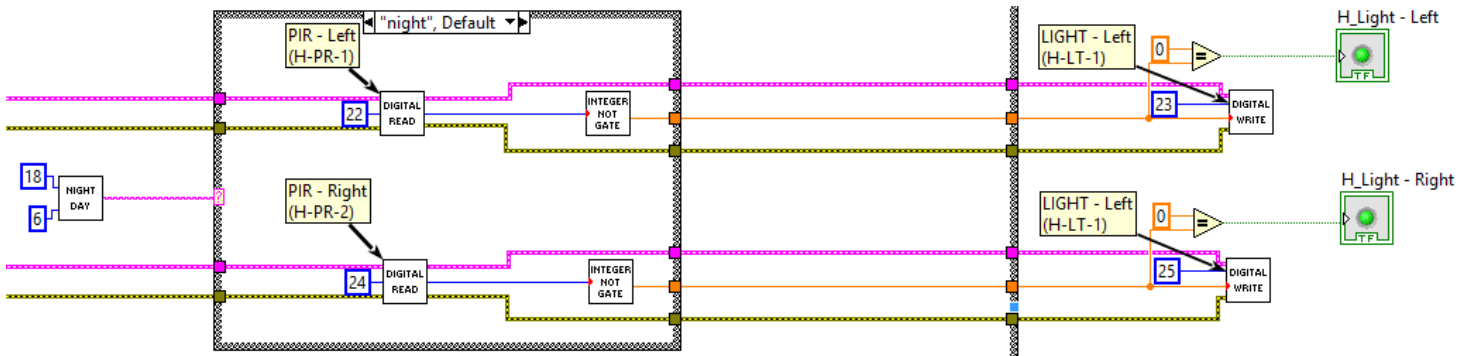 "night", Default
H_Light - Left
PIR - Left
(H-PR-1)
LIGHT - Left
(H-LT-1)
0
=
TF
22
DIGITAL
READ
INTEGER
NOT
GATE
23
DIGITAL
WRITE
18
6
NIGHT
DAY
?
PIR - Right
(H-PR-2)
LIGHT - Left
(H-LT-1)
0
=
H_Light - Right
TF
24
DIGITAL
READ
INTEGER
NOT
GATE
25
DIGITAL
WRITE